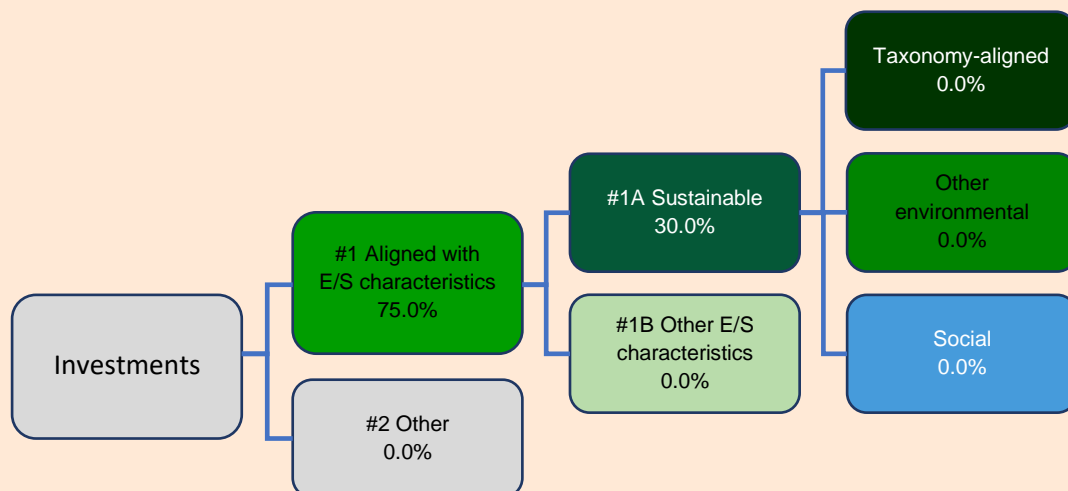 Investments
#1 Aligned with
E/S characteristics
75.0%
#2 Other
0.0%
#1A Sustainable
30.0%
#1B Other E/S
characteristics
0.0%
Taxonomy-aligned
0.0%
Other
environmental
0.0%
Social
0.0%